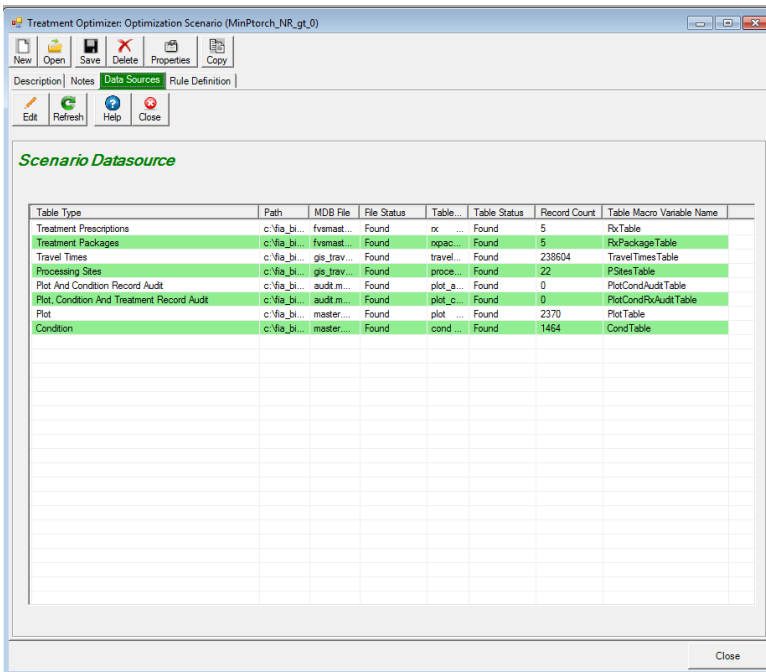 Treatment Optimizer: Optimization Scenario (MinPtorch_NR_gt_0)
New Open Save Delete Properties Copy
Description Notes Data Sources Rule Definition
Edit Refresh Help Close
Scenario Datasource
Table Type Path MDB File File Status Table... Table Status Record Count Table Macro Variable Name
Treatment Prescriptions c:\fia_bi... fvsmast... Found rx ... Found 5 RxTable
Treatment Packages c:\fia_bi... fvsmast... Found rxpac... Found 5 RxPackageTable
Travel Times c:\fia_bi... gis_trav... Found travel... Found 238604 TravelTimesTable
Processing Sites c:\fia_bi... gis_trav... Found proce... Found 22 PSitesTable
Plot And Condition Record Audit c:\fia_bi... audit.m... Found plot_a... Found 0 PlotCondAuditTable
Plot, Condition And Treatment Record Audit c:\fia_bi... audit.m... Found plot_c... Found 0 PlotCondRxAuditTable
Plot c:\fia_bi... master.... Found plot ... Found 2370 PlotTable
Condition c:\fia_bi... master.... Found cond ... Found 1464 CondTable
Close